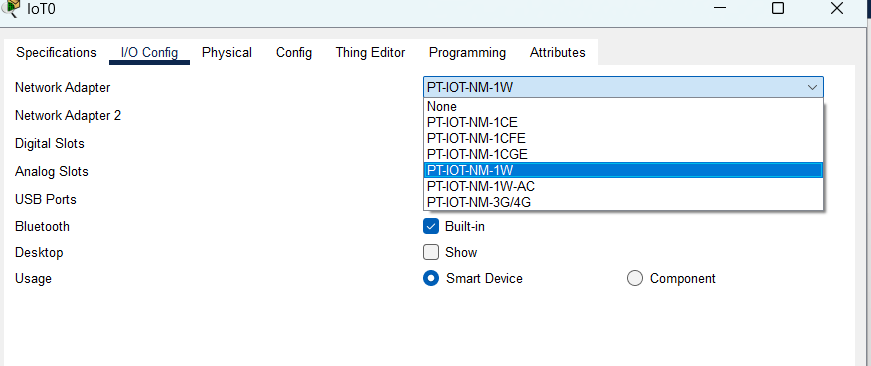 IoT0
Specifications I/O Config Physical Config Thing Editor Programming Attributes
Network Adapter PT-IOT-NM-1W
None
Network Adapter 2 PT-IOT-NM-1CE
PT-IOT-NM-1CFE
Digital Slots PT-IOT-NM-1CGE
Analog Slots PT-IOT-NM-1W
PT-IOT-NM-1W-AC
USB Ports PT-IOT-NM-3G/4G
Bluetooth Built-in
Desktop Show
Usage Smart Device Component